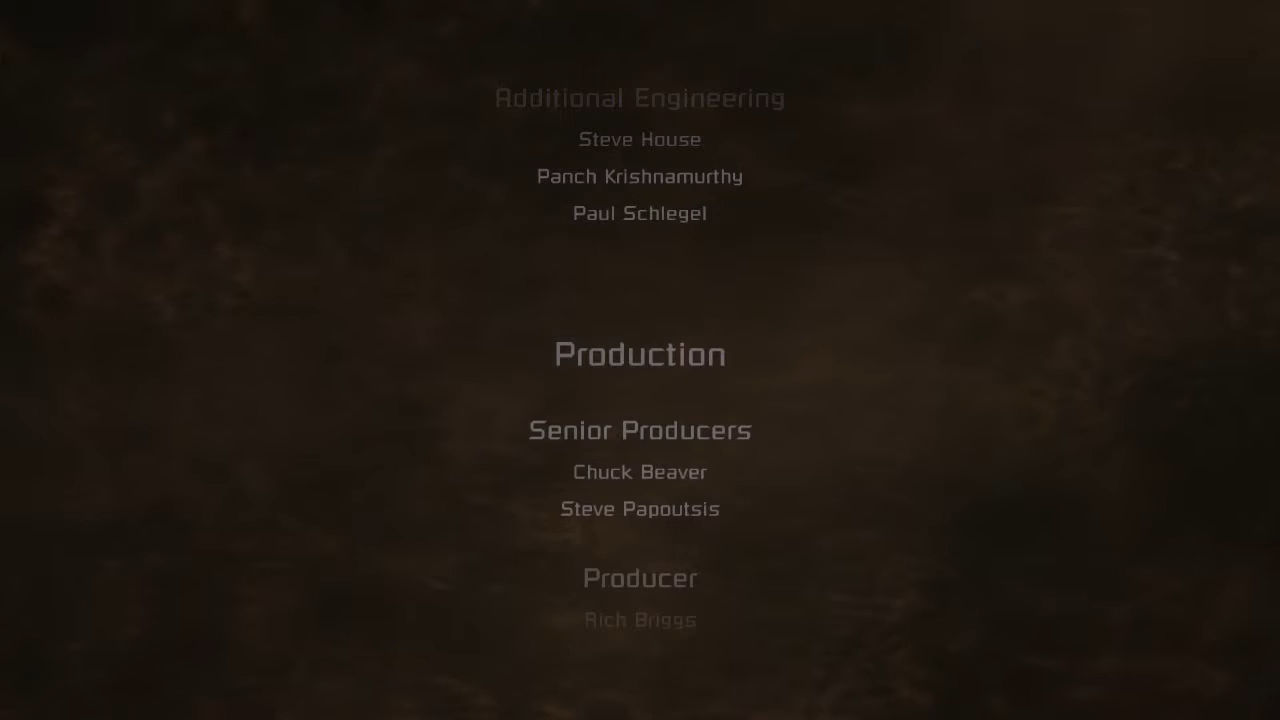 Additional Engineering
Steve House
Panch Krishnamurthy
Paul Schlegel
Production
Senior Producers
Chuck Beaver
Steve Papoutsis
Producer
Rich Briggs